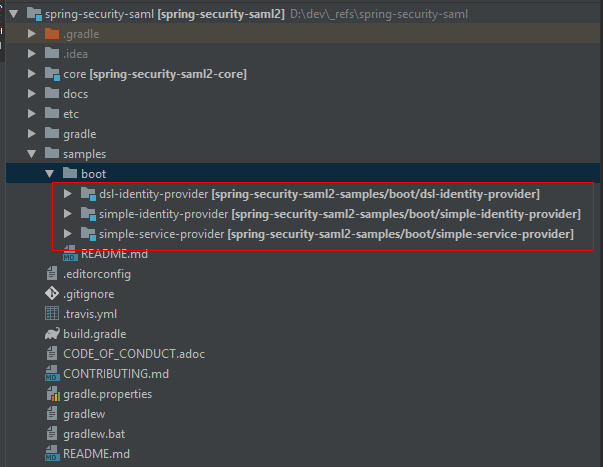 spring-security-saml [spring-security-saml2] D:\dev\_refs\spring-security-saml
.gradle
.idea
core [spring-security-saml2-core]
docs
etc
gradle
samples
boot
dsl-identity-provider [spring-security-saml2-samples/boot/dsl-identity-provider]
simple-identity-provider [spring-security-saml2-samples/boot/simple-identity-provider]
simple-service-provider [spring-security-saml2-samples/boot/simple-service-provider]
README.md
.editorconfig
.gitignore
.travis.yml
build.gradle
CODE_OF_CONDUCT.adoc
CONTRIBUTING.md
gradle.properties
gradlew
gradlew.bat
README.md